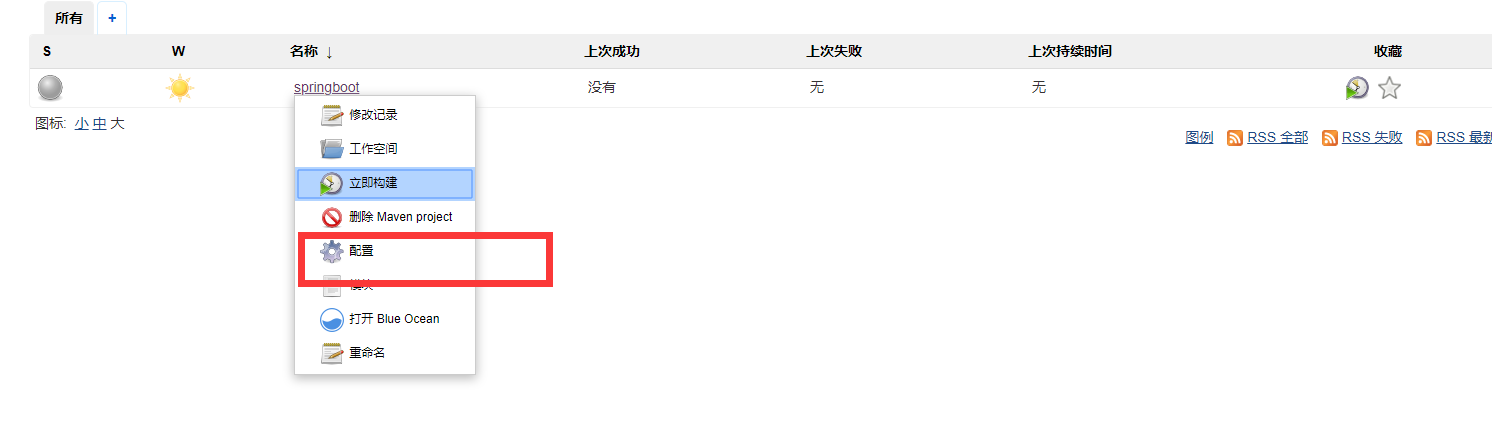 所有 +
S W 名称 ↓ 上次成功 上次失败 上次持续时间 收藏
springboot 没有 无 无
修改记录
图标: 小 中 大
图例 RSS 全部 RSS 失败 RSS 最新
工作空间
立即构建
删除 Maven project
配置
模块
打开 Blue Ocean
重命名